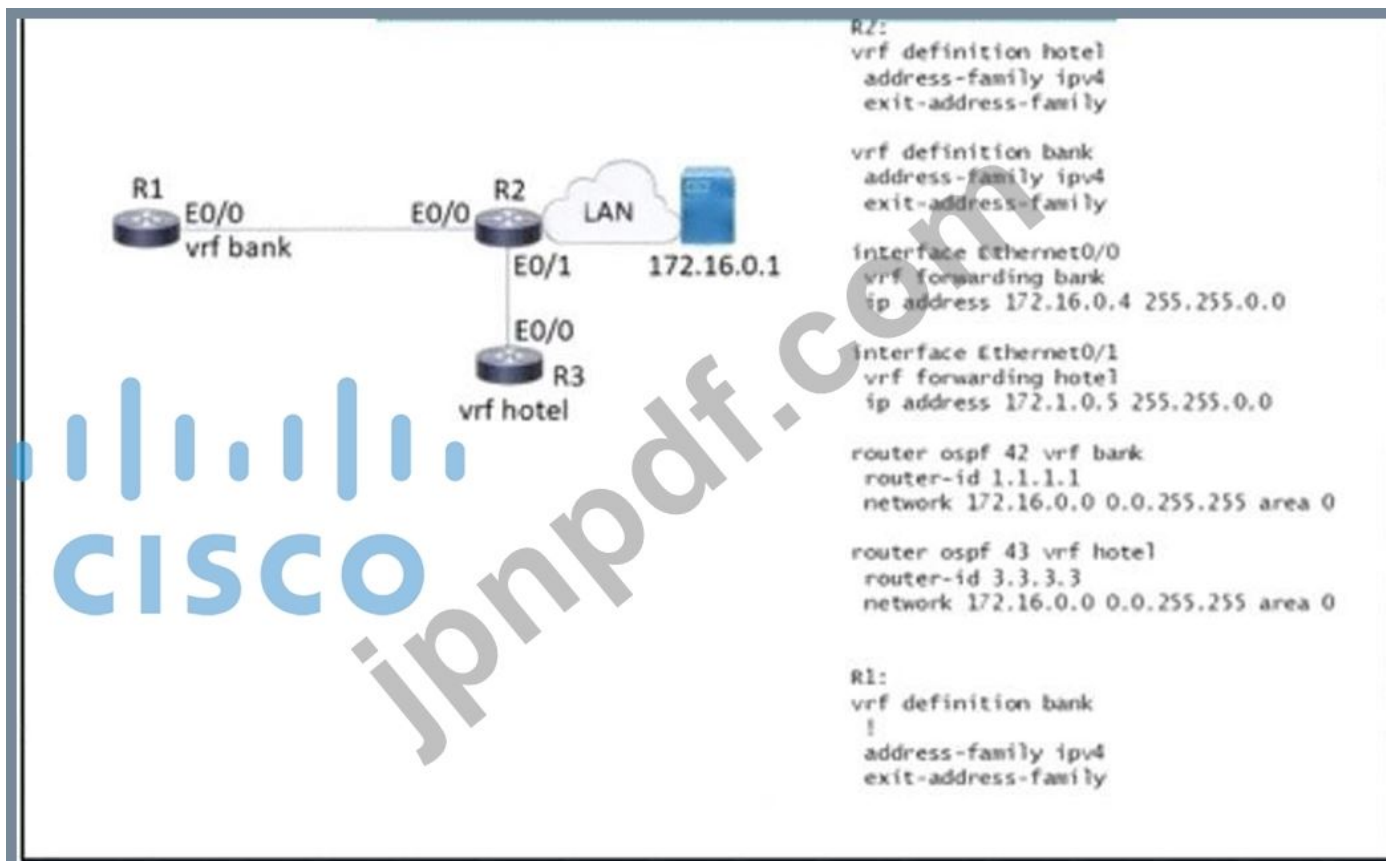 R2:
vrf definition hotel
address-family ipv4
exit-address-family
vrf definition bank
address-family ipv4
exit-address-family
interface Ethernet0/0
vrf forwarding bank
ip address 172.16.0.4 255.255.0.0
interface Ethernet0/1
vrf forwarding hotel
ip address 172.1.0.5 255.255.0.0
router ospf 42 vrf bank
router-id 1.1.1.1
network 172.16.0.0 0.0.255.255 area 0
router ospf 43 vrf hotel
router-id 3.3.3.3
network 172.16.0.0 0.0.255.255 area 0
R1:
vrf definition bank
!
address-family ipv4
exit-address-family
R1
E0/0
vrf bank
E0/0
R2
LAN
E0/1
172.16.0.1
E0/0
R3
vrf hotel
CISCO
jpnpdf.com